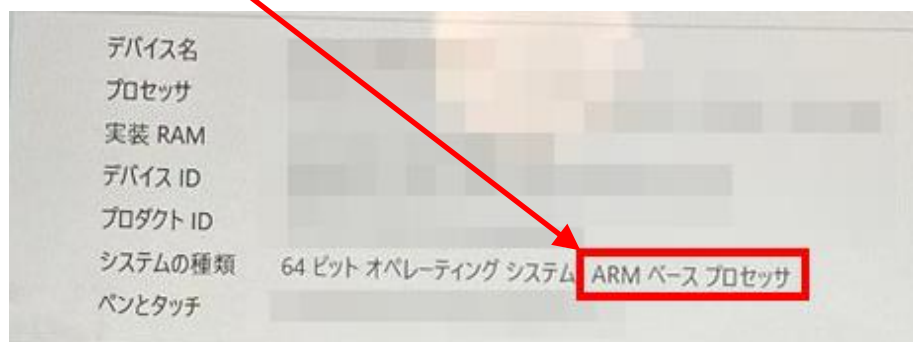 デバイス名
プロセッサ
実装 RAM
デバイス ID
プロダクト ID
システムの種類 64 ビット オペレーティング システム ARM ベース プロセッサ
ペンとタッチ